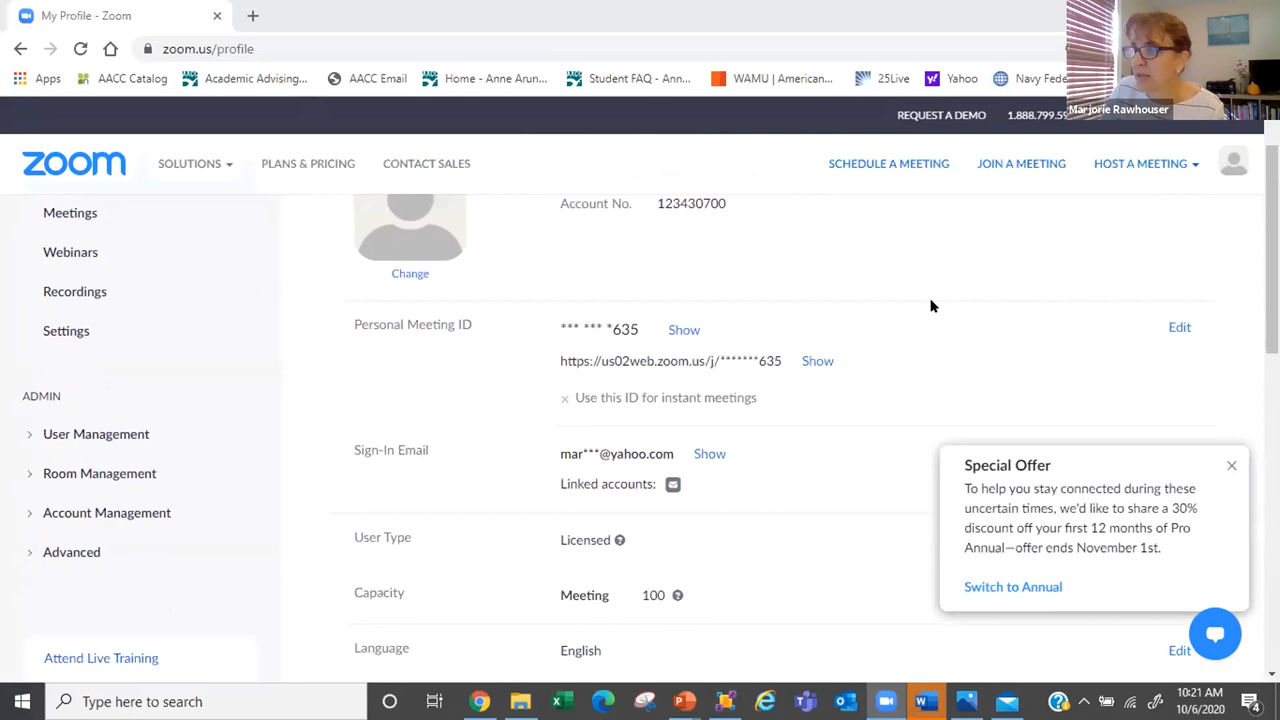 My Profile - Zoom
zoom.us/profile
Apps AACC Catalog Academic Advising... AACC Email Home - Anne Arun... Student FAQ - Ann... WAMU | American... 25Live Yahoo Navy Fede
Marjorie Rawhouser
REQUEST A DEMO 1.888.799.59
zoom SOLUTIONS PLANS & PRICING CONTACT SALES SCHEDULE A MEETING JOIN A MEETING HOST A MEETING
Meetings
Webinars
Recordings
Settings
ADMIN
User Management
Room Management
Account Management
Advanced
Attend Live Training
Account No. 123430700
Change
Personal Meeting ID *** *** *635 Show Edit
https://us02web.zoom.us/j/*******635 Show
× Use this ID for instant meetings
Sign-In Email mar***@yahoo.com Show
Linked accounts:
User Type Licensed
Capacity Meeting 100
Language English Edit
Special Offer
To help you stay connected during these
uncertain times, we'd like to share a 30%
discount off your first 12 months of Pro
Annual—offer ends November 1st.
Switch to Annual
Type here to search
10:21 AM
10/6/2020
4